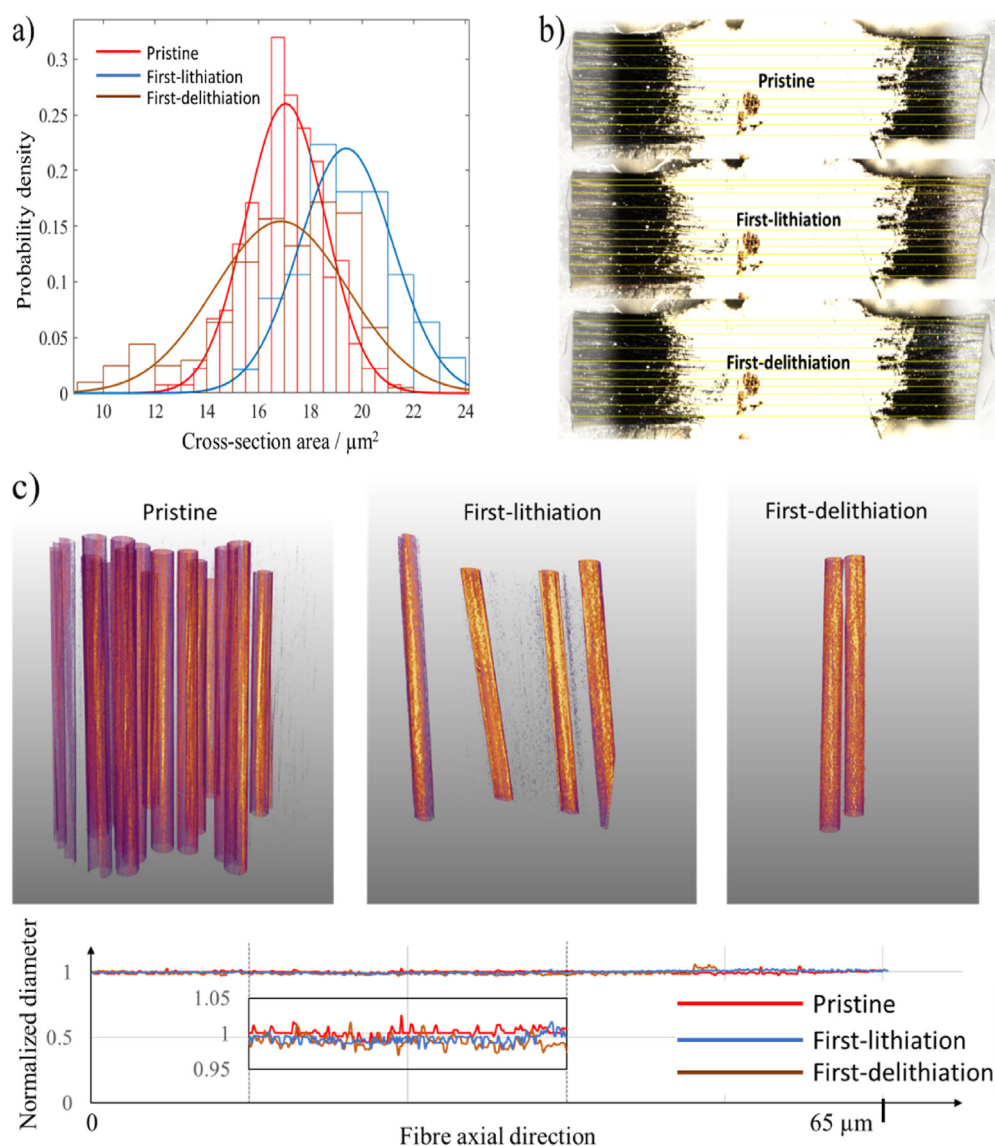 a)
Pristine
First-lithiation
First-delithiation
0.3
0.25
0.2
0.15
0.1
0.05
0
Probability density
10 12 14 16 18 20 22 24
Cross-section area / µm²
b)
Pristine
First-lithiation
First-delithiation
c)
Pristine
First-lithiation
First-delithiation
Normalized diameter
1
0.5
0
1.05
1
0.95
Pristine
First-lithiation
First-delithiation
0
65 µm
Fibre axial direction